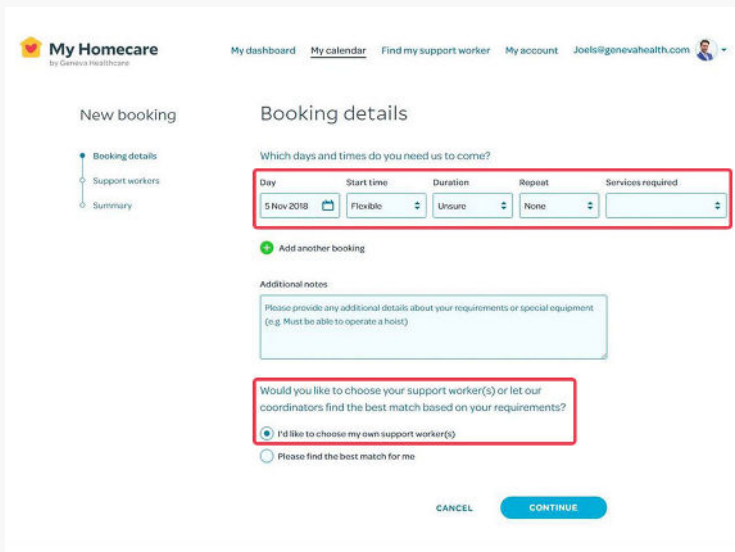 My Homecare
by Geneva Healthcare
My dashboard My calendar Find my support worker My account Joels@genevahealth.com
New booking
Booking details
Support workers
Summary
Booking details
Which days and times do you need us to come?
Day Start time Duration Repeat Services required
5 Nov 2018 Flexible Unsure None
Add another booking
Additional notes
Please provide any additional details about your requirements or special equipment
(e.g. Must be able to operate a hoist)
Would you like to choose your support worker(s) or let our
coordinators find the best match based on your requirements?
I'd like to choose my own support worker(s)
Please find the best match for me
CANCEL CONTINUE